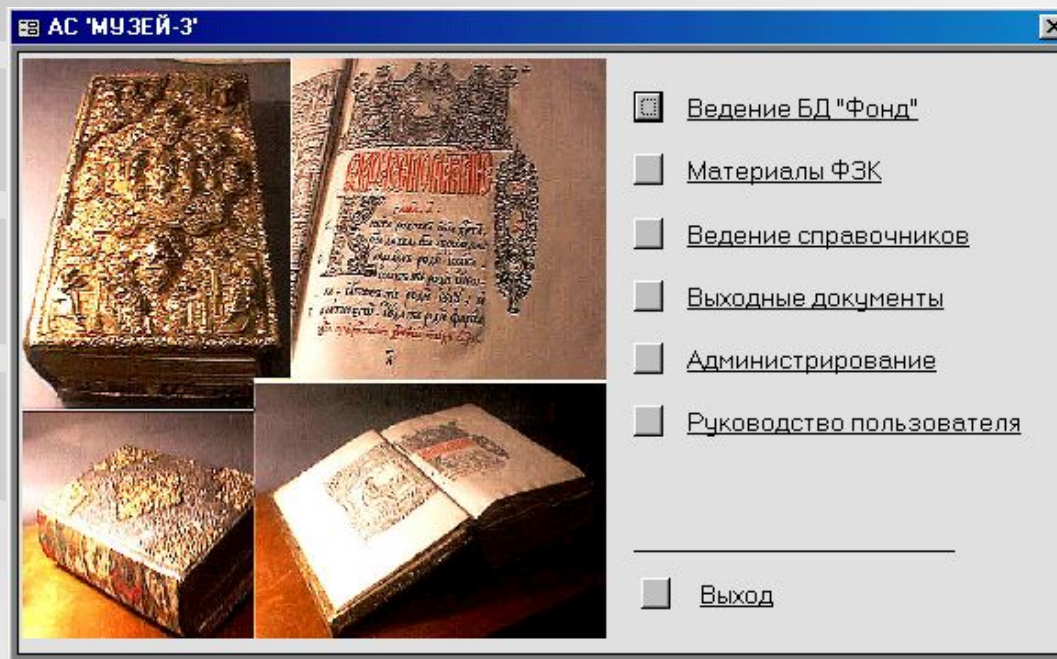 АС 'МУЗЕЙ-3'
Ведение БД "Фонд"
Материалы ФЗК
Ведение справочников
Выходные документы
Администрирование
Руководство пользователя
Выход